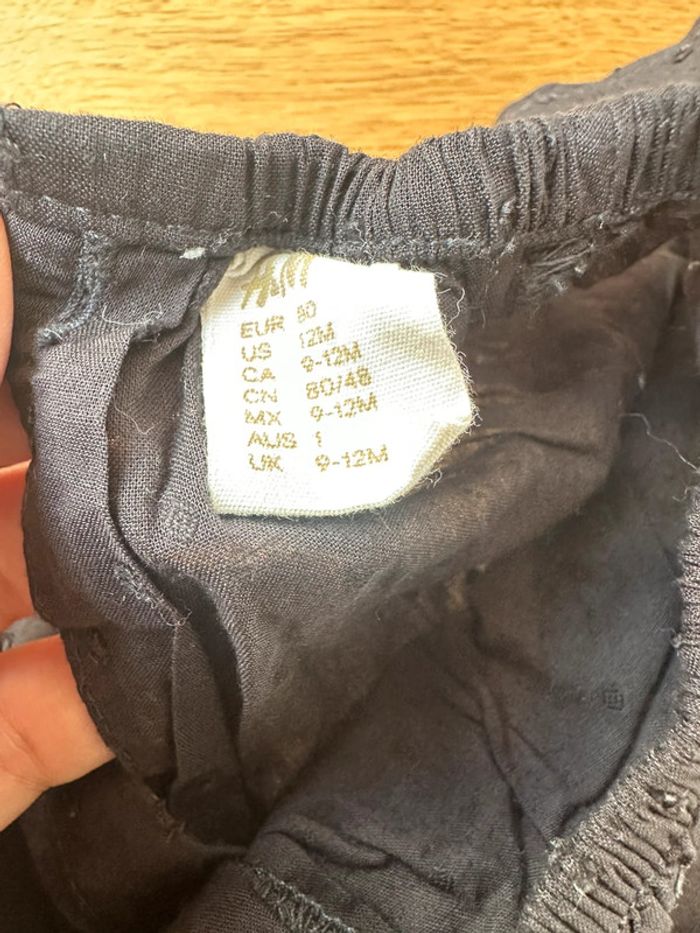 H&M
EUR 80
US 12M
CA 9-12M
CN 80/48
MX 9-12M
AUS 1
UK 9-12M